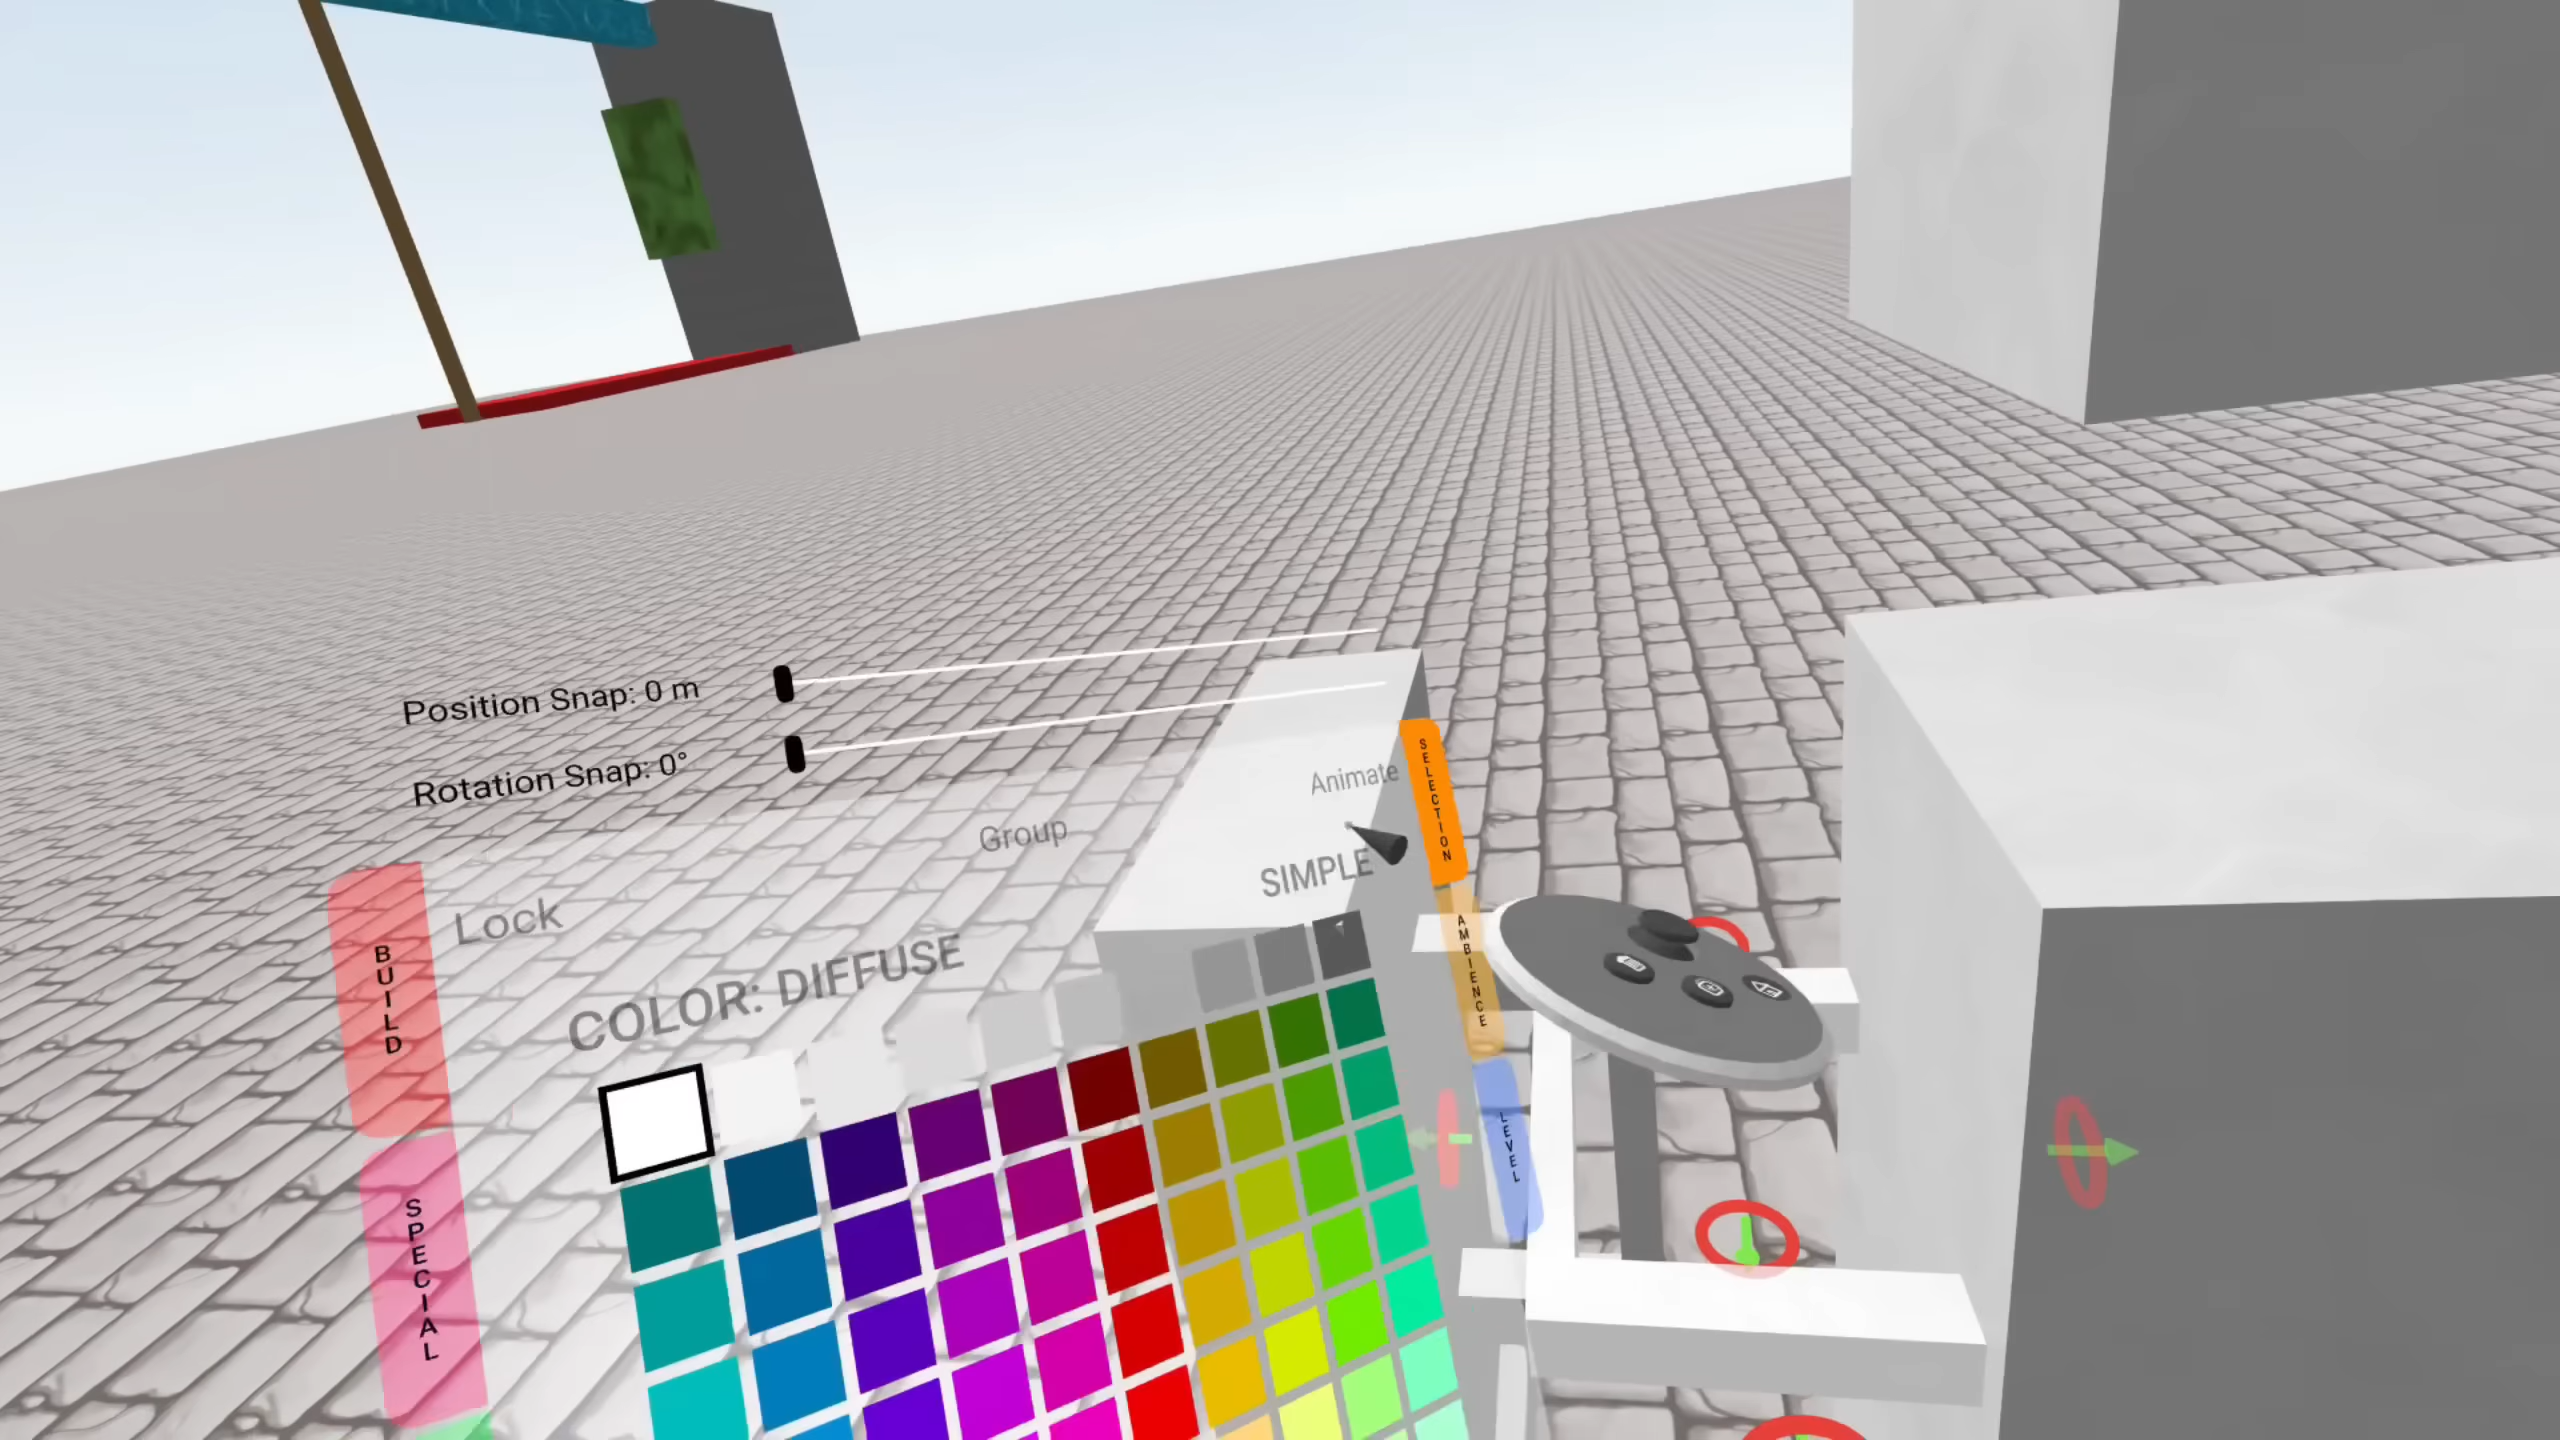 Position Snap: 0 m
Rotation Snap: 0°
Animate
Group
SIMPLE
Lock
COLOR: DIFFUSE
BUILD
SPECIAL
SELECTION
AMBIENCE
LEVEL